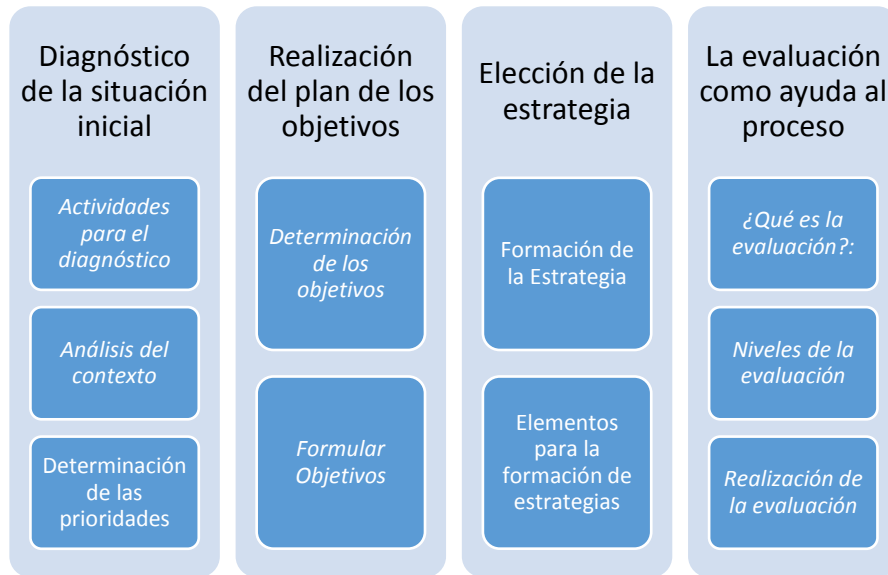 Diagnóstico
de la situación
inicial
Actividades
para el
diagnóstico
Análisis del
contexto
Determinación
de las
prioridades
Realización
del plan de los
objetivos
Determinación
de los
objetivos
Formular
Objetivos
Elección de la
estrategia
Formación de
la Estrategia
Elementos
para la
formación de
estrategias
La evaluación
como ayuda al
proceso
¿Qué es la
evaluación?:
Niveles de la
evaluación
Realización de
la evaluación